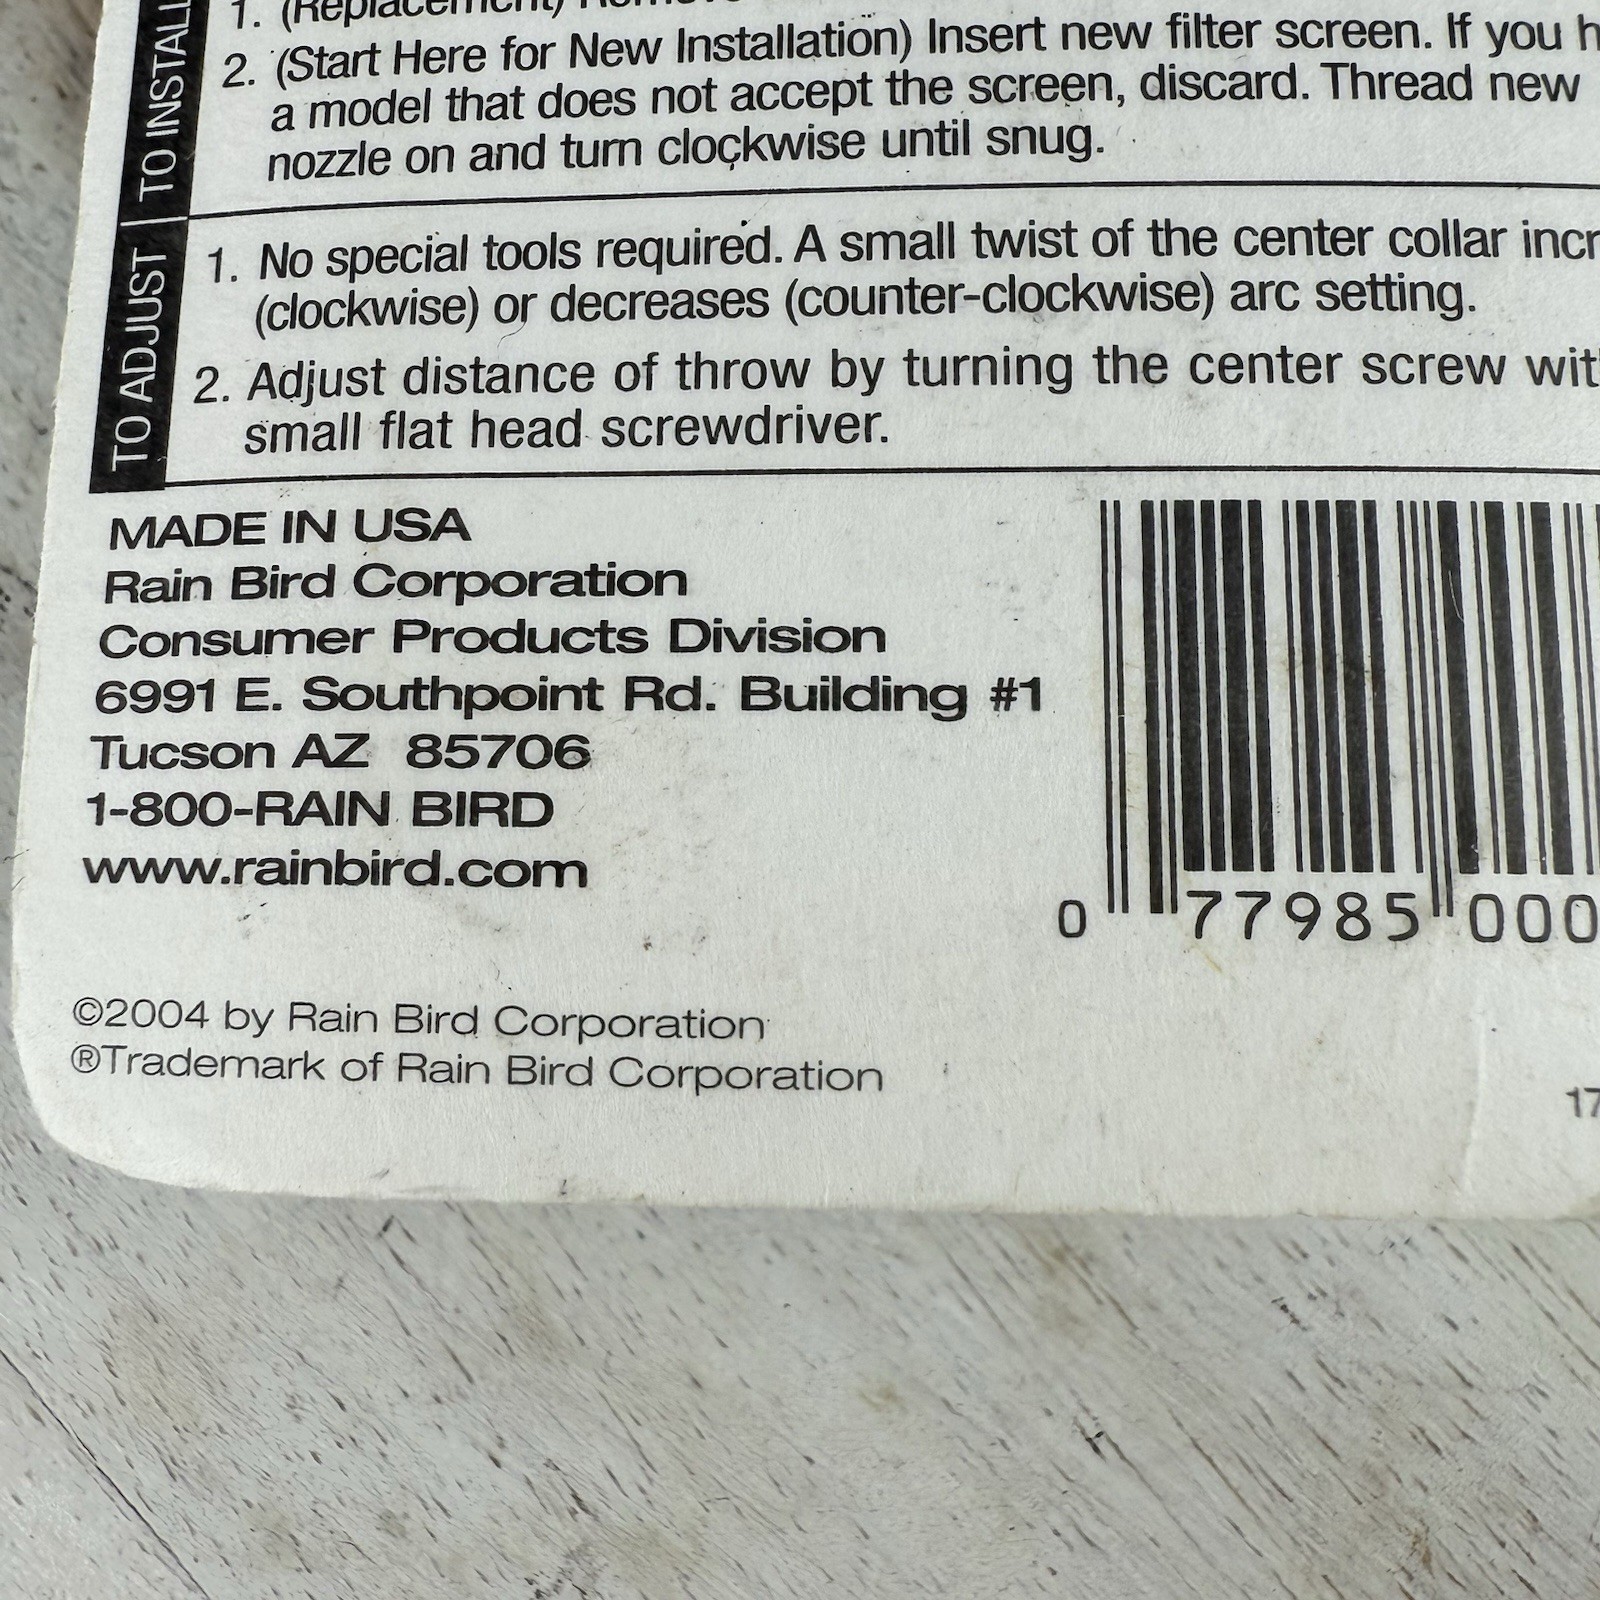 TO INSTALL
1. (Replacement)
2. (Start Here for New Installation) Insert new filter screen. If you
a model that does not accept the screen, discard. Thread new
nozzle on and turn clockwise until snug.
TO ADJUST
1. No special tools required. A small twist of the center collar
(clockwise) or decreases (counter-clockwise) arc setting.
2. Adjust distance of throw by turning the center screw
small flat head screwdriver.
MADE IN USA
Rain Bird Corporation
Consumer Products Division
6991 E. Southpoint Rd. Building #1
Tucson AZ 85706
1-800-RAIN BIRD
www.rainbird.com
0 77985 000
©2004 by Rain Bird Corporation
®Trademark of Rain Bird Corporation
17